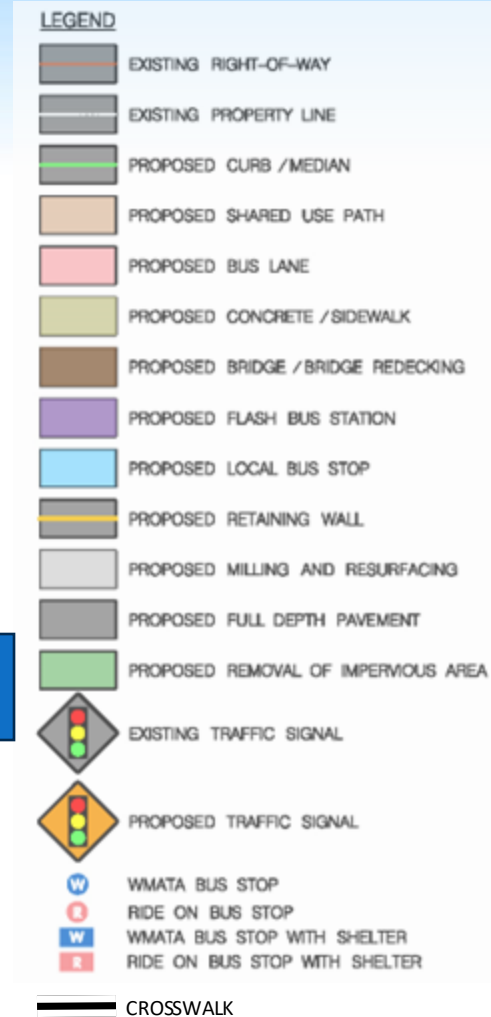 LEGEND
EXISTING RIGHT-OF-WAY
EXISTING PROPERTY LINE
PROPOSED CURB / MEDIAN
PROPOSED SHARED USE PATH
PROPOSED BUS LANE
PROPOSED CONCRETE / SIDEWALK
PROPOSED BRIDGE / BRIDGE REDECKING
PROPOSED FLASH BUS STATION
PROPOSED LOCAL BUS STOP
PROPOSED RETAINING WALL
PROPOSED MILLING AND RESURFACING
PROPOSED FULL DEPTH PAVEMENT
PROPOSED REMOVAL OF IMPERVIOUS AREA
EXISTING TRAFFIC SIGNAL
PROPOSED TRAFFIC SIGNAL
W WMATA BUS STOP
R RIDE ON BUS STOP
W WMATA BUS STOP WITH SHELTER
R RIDE ON BUS STOP WITH SHELTER
CROSSWALK